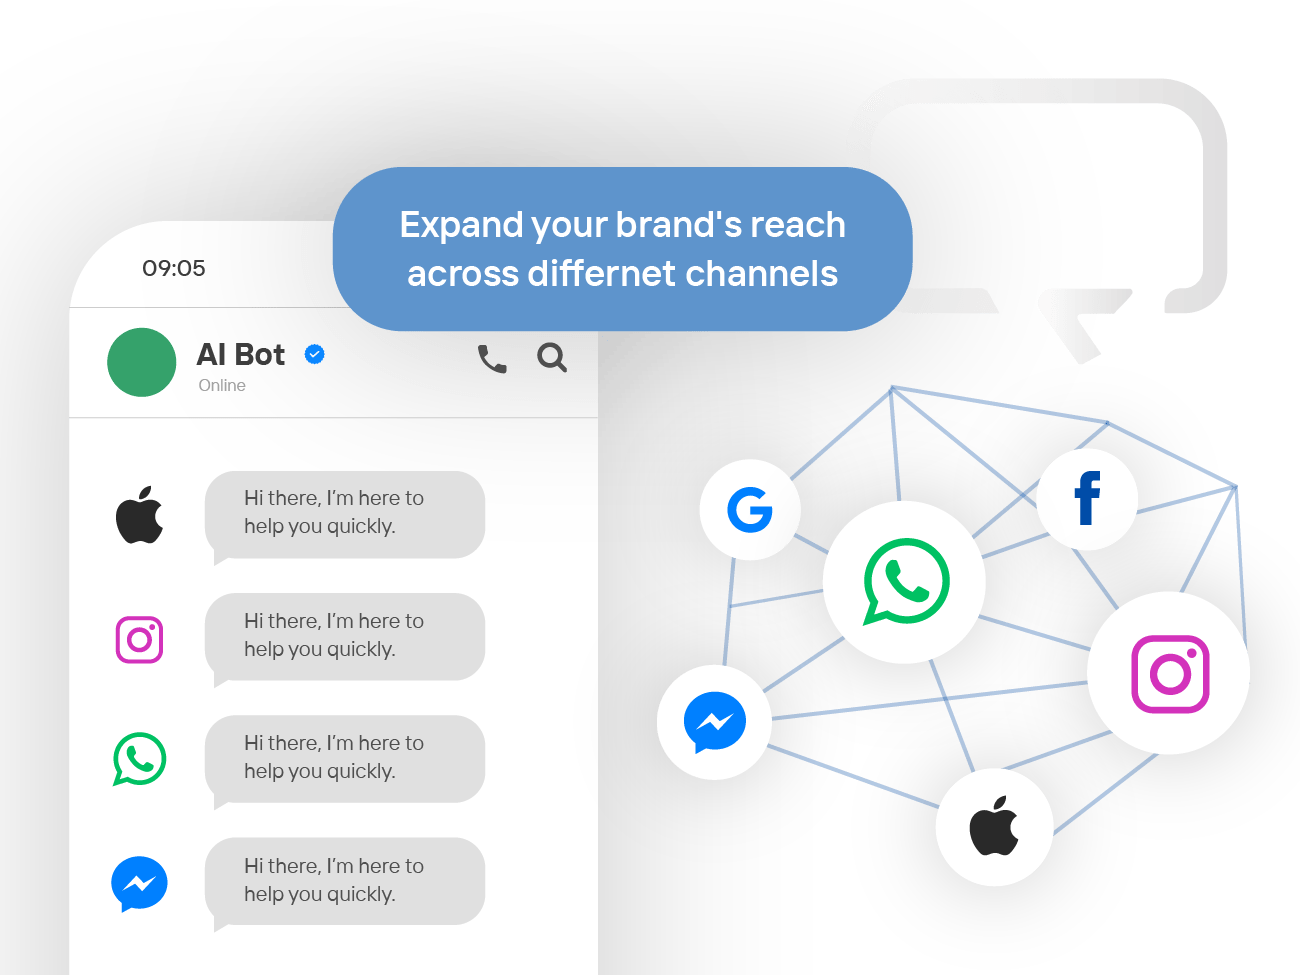 Expand your brand's reach
across differnet channels
09:05
AI Bot
Online
Hi there, I'm here to
help you quickly.
Hi there, I'm here to
help you quickly.
Hi there, I'm here to
help you quickly.
Hi there, I'm here to
help you quickly.